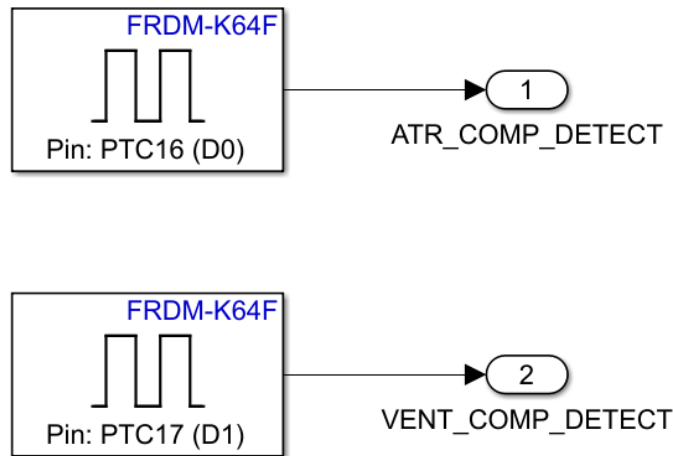 FRDM-K64F
Pin: PTC16 (D0)
1
ATR_COMP_DETECT
FRDM-K64F
Pin: PTC17 (D1)
2
VENT_COMP_DETECT